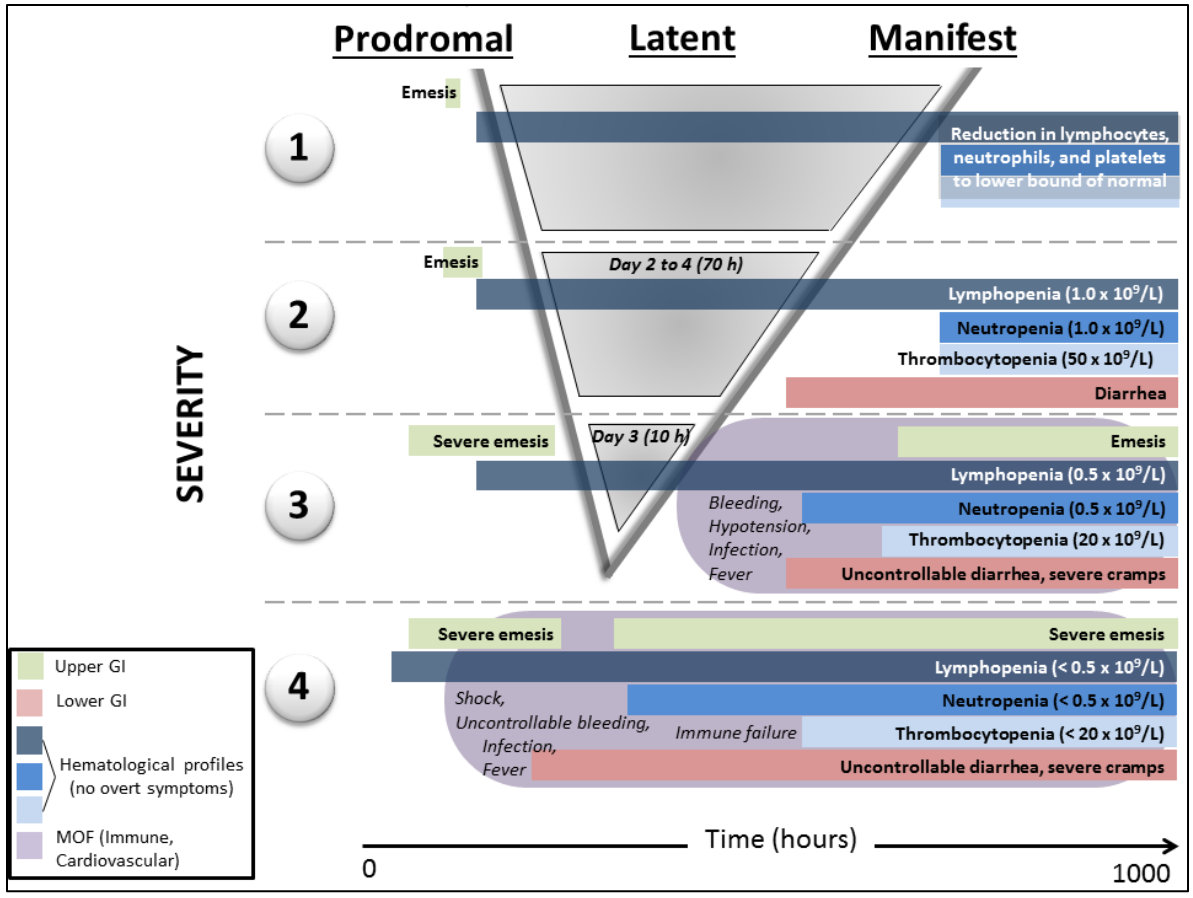 Prodromal Latent Manifest
Emesis
1
Reduction in lymphocytes,
neutrophils, and platelets
to lower bound of normal
Emesis
Day 2 to 4 (70 h)
2
Lymphopenia (1.0 x 10⁹/L)
Neutropenia (1.0 x 10⁹/L)
Thrombocytopenia (50 x 10⁹/L)
Diarrhea
SEVERITY
Severe emesis
Day 3 (10 h)
Emesis
3
Lymphopenia (0.5 x 10⁹/L)
Bleeding,
Hypotension,
Infection,
Fever
Neutropenia (0.5 x 10⁹/L)
Thrombocytopenia (20 x 10⁹/L)
Uncontrollable diarrhea, severe cramps
Severe emesis
Severe emesis
4
Lymphopenia (< 0.5 x 10⁹/L)
Shock,
Uncontrollable bleeding,
Infection,
Fever
Immune failure
Neutropenia (< 0.5 x 10⁹/L)
Thrombocytopenia (< 20 x 10⁹/L)
Uncontrollable diarrhea, severe cramps
Upper GI
Lower GI
Hematological profiles
(no overt symptoms)
MOF (Immune,
Cardiovascular)
Time (hours)
0
1000